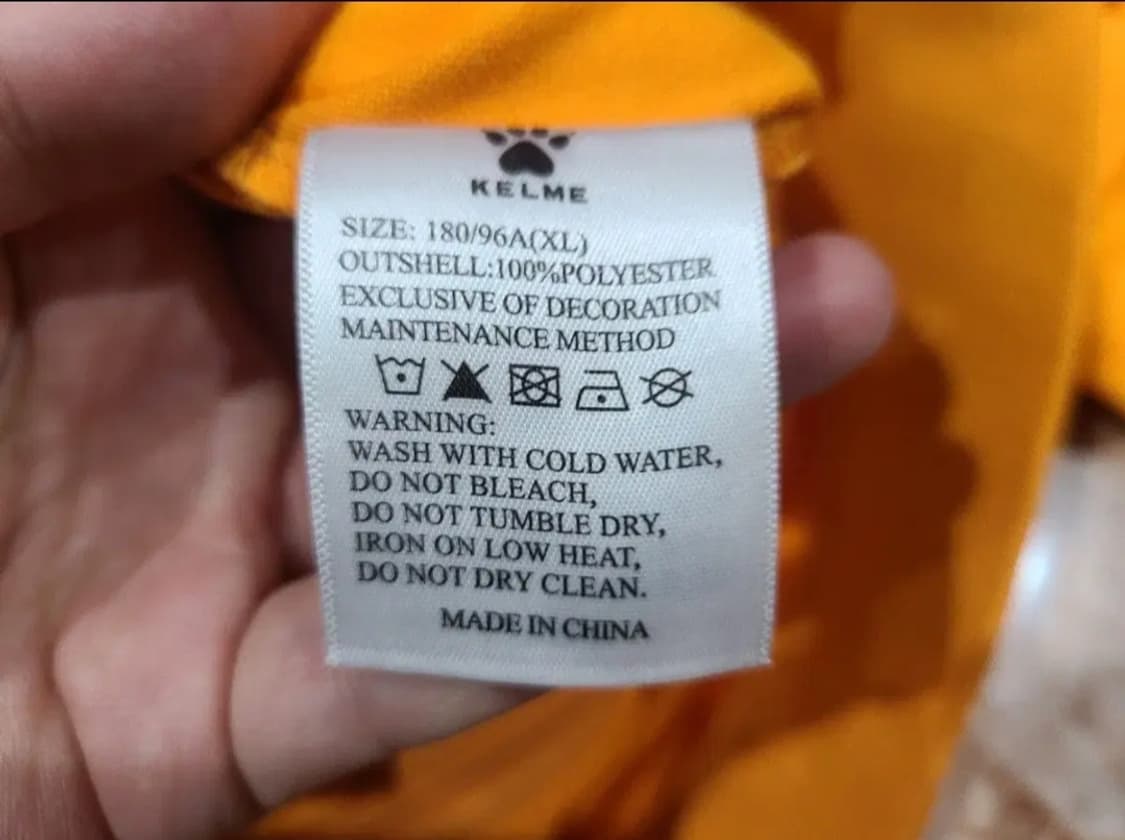 KELME
SIZE: 180/96A(XL)
OUTSHELL:100%POLYESTER
EXCLUSIVE OF DECORATION
MAINTENANCE METHOD
WARNING:
WASH WITH COLD WATER,
DO NOT BLEACH,
DO NOT TUMBLE DRY,
IRON ON LOW HEAT,
DO NOT DRY CLEAN.
MADE IN CHINA